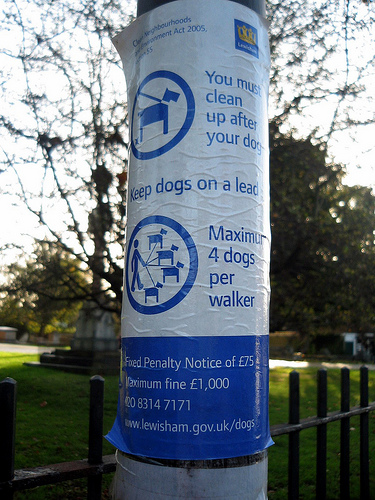 Neighbourhoods
Environment Act 2005.
Lewisham
You must
clean
up after
your dog
Keep dogs on a lead
Maximum
4 dogs
per
walker
Fixed Penalty Notice of £75
Maximum fine £1,000
020 8314 7171
www.lewisham.gov.uk/dogs